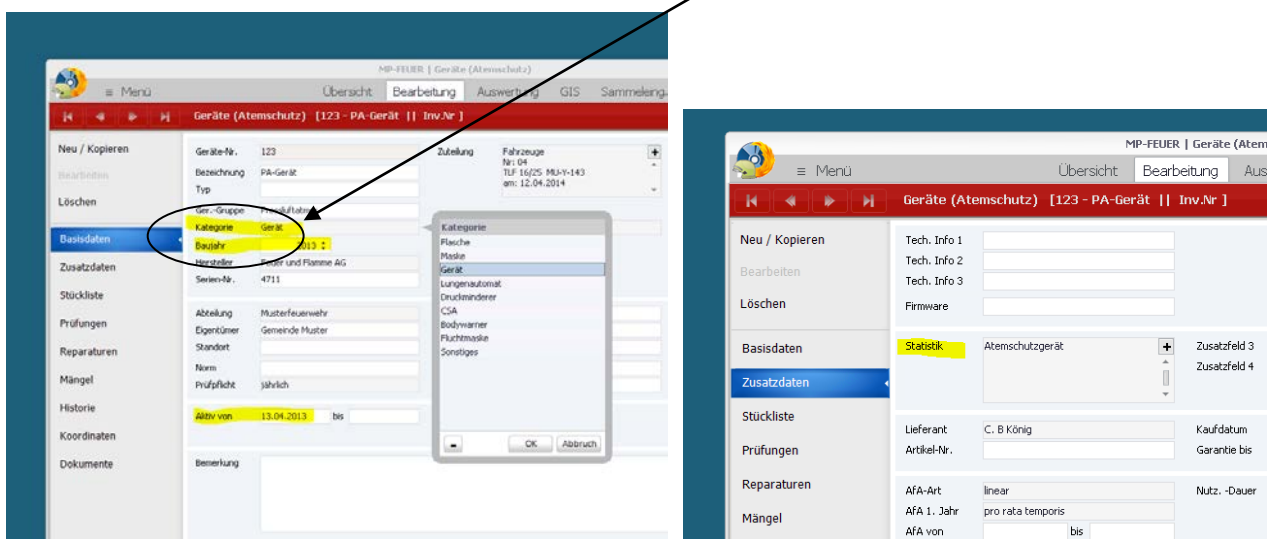 MP-FEUER | Geräte (Atemschutz)
≡ Menü Übersicht Bearbeitung Auswertung GIS Sammeleing.
Geräte (Atemschutz) [123 - PA-Gerät || Inv.Nr ]
Neu / Kopieren
Bearbeiten
Löschen
Basisdaten
Zusatzdaten
Stückliste
Prüfungen
Reparaturen
Mängel
Historie
Koordinaten
Dokumente
Geräte-Nr. 123
Bezeichnung PA-Gerät
Typ
Ger.-Gruppe
Kategorie Gerät
Baujahr 2013
Hersteller Feuer und Flamme AG
Serien-Nr. 4711
Zuteilung Fahrzeuge
Nr: 04
TLF 16/25 MU-Y-143
am: 12.04.2014
Abteilung Musterfeuerwehr
Eigentümer Gemeinde Muster
Standort
Norm
Prüfpflicht jährlich
Aktiv von 13.04.2013 bis
Bemerkung
Kategorie
Flasche
Maske
Gerät
Lungenautomat
Druckminderer
CSA
Bodywarner
Fluchtmaske
Sonstiges
OK Abbruch
MP-FEUER | Geräte (Atem
≡ Menü Übersicht Bearbeitung Aus
Geräte (Atemschutz) [123 - PA-Gerät || Inv.Nr ]
Neu / Kopieren
Bearbeiten
Löschen
Basisdaten
Zusatzdaten
Stückliste
Prüfungen
Reparaturen
Mängel
Tech. Info 1
Tech. Info 2
Tech. Info 3
Firmware
Statistik Atemschutzgerät
Zusatzfeld 3
Zusatzfeld 4
Lieferant C. B König Kaufdatum
Artikel-Nr. Garantie bis
AfA-Art linear Nutz. -Dauer
AfA 1. Jahr pro rata temporis
AfA von bis